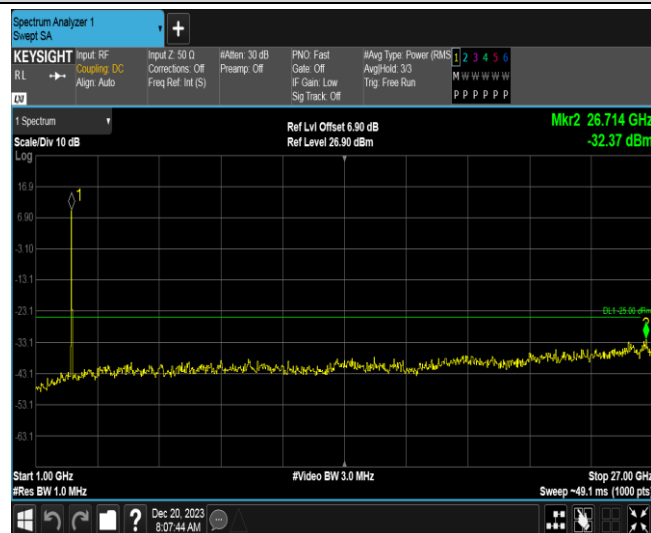 Spectrum Analyzer 1
Swept SA
+
KEYSIGHT
RL
LXI
Input: RF
Coupling: DC
Align: Auto
Input Z: 50 Ω
Corrections: Off
Freq Ref: Int (S)
#Atten: 30 dB
Preamp: Off
PNO: Fast
Gate: Off
IF Gain: Low
Sig Track: Off
#Avg Type: Power (RMS
Avg|Hold: 3/3
Trig: Free Run
1 2 3 4 5 6
M W W W W W
P P P P P P
1 Spectrum
Scale/Div 10 dB
Log
Ref Lvl Offset 6.90 dB
Ref Level 26.90 dBm
Mkr2 26.714 GHz
-32.37 dBm
1
16.9
6.90
-3.10
-13.1
-23.1
DL1 -25.00 dBm
2
-33.1
-43.1
-53.1
-63.1
Start 1.00 GHz
#Res BW 1.0 MHz
#Video BW 3.0 MHz
Stop 27.00 GHz
Sweep ~49.1 ms (1000 pts)
?
Dec 20, 2023
8:07:44 AM